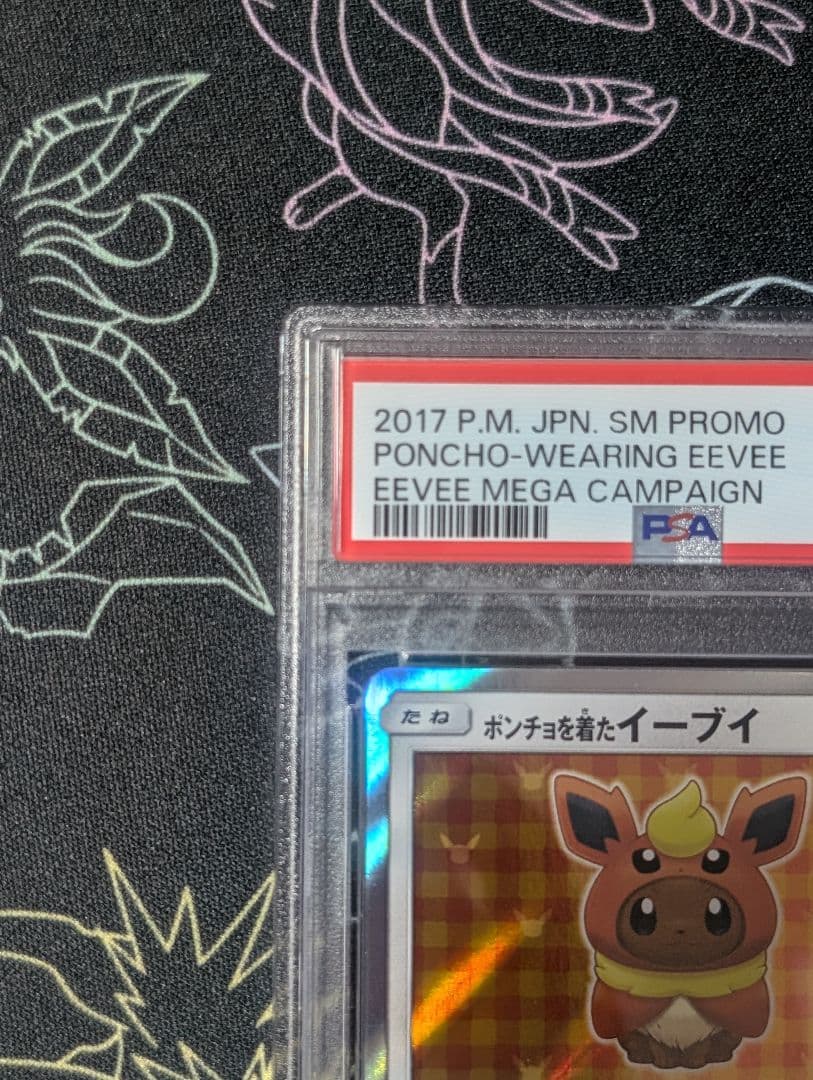 2017 P.M. JPN. SM PROMO
PONCHO-WEARING EEVEE
EEVEE MEGA CAMPAIGN
PSA
たね ポンチョを着たイーブイ